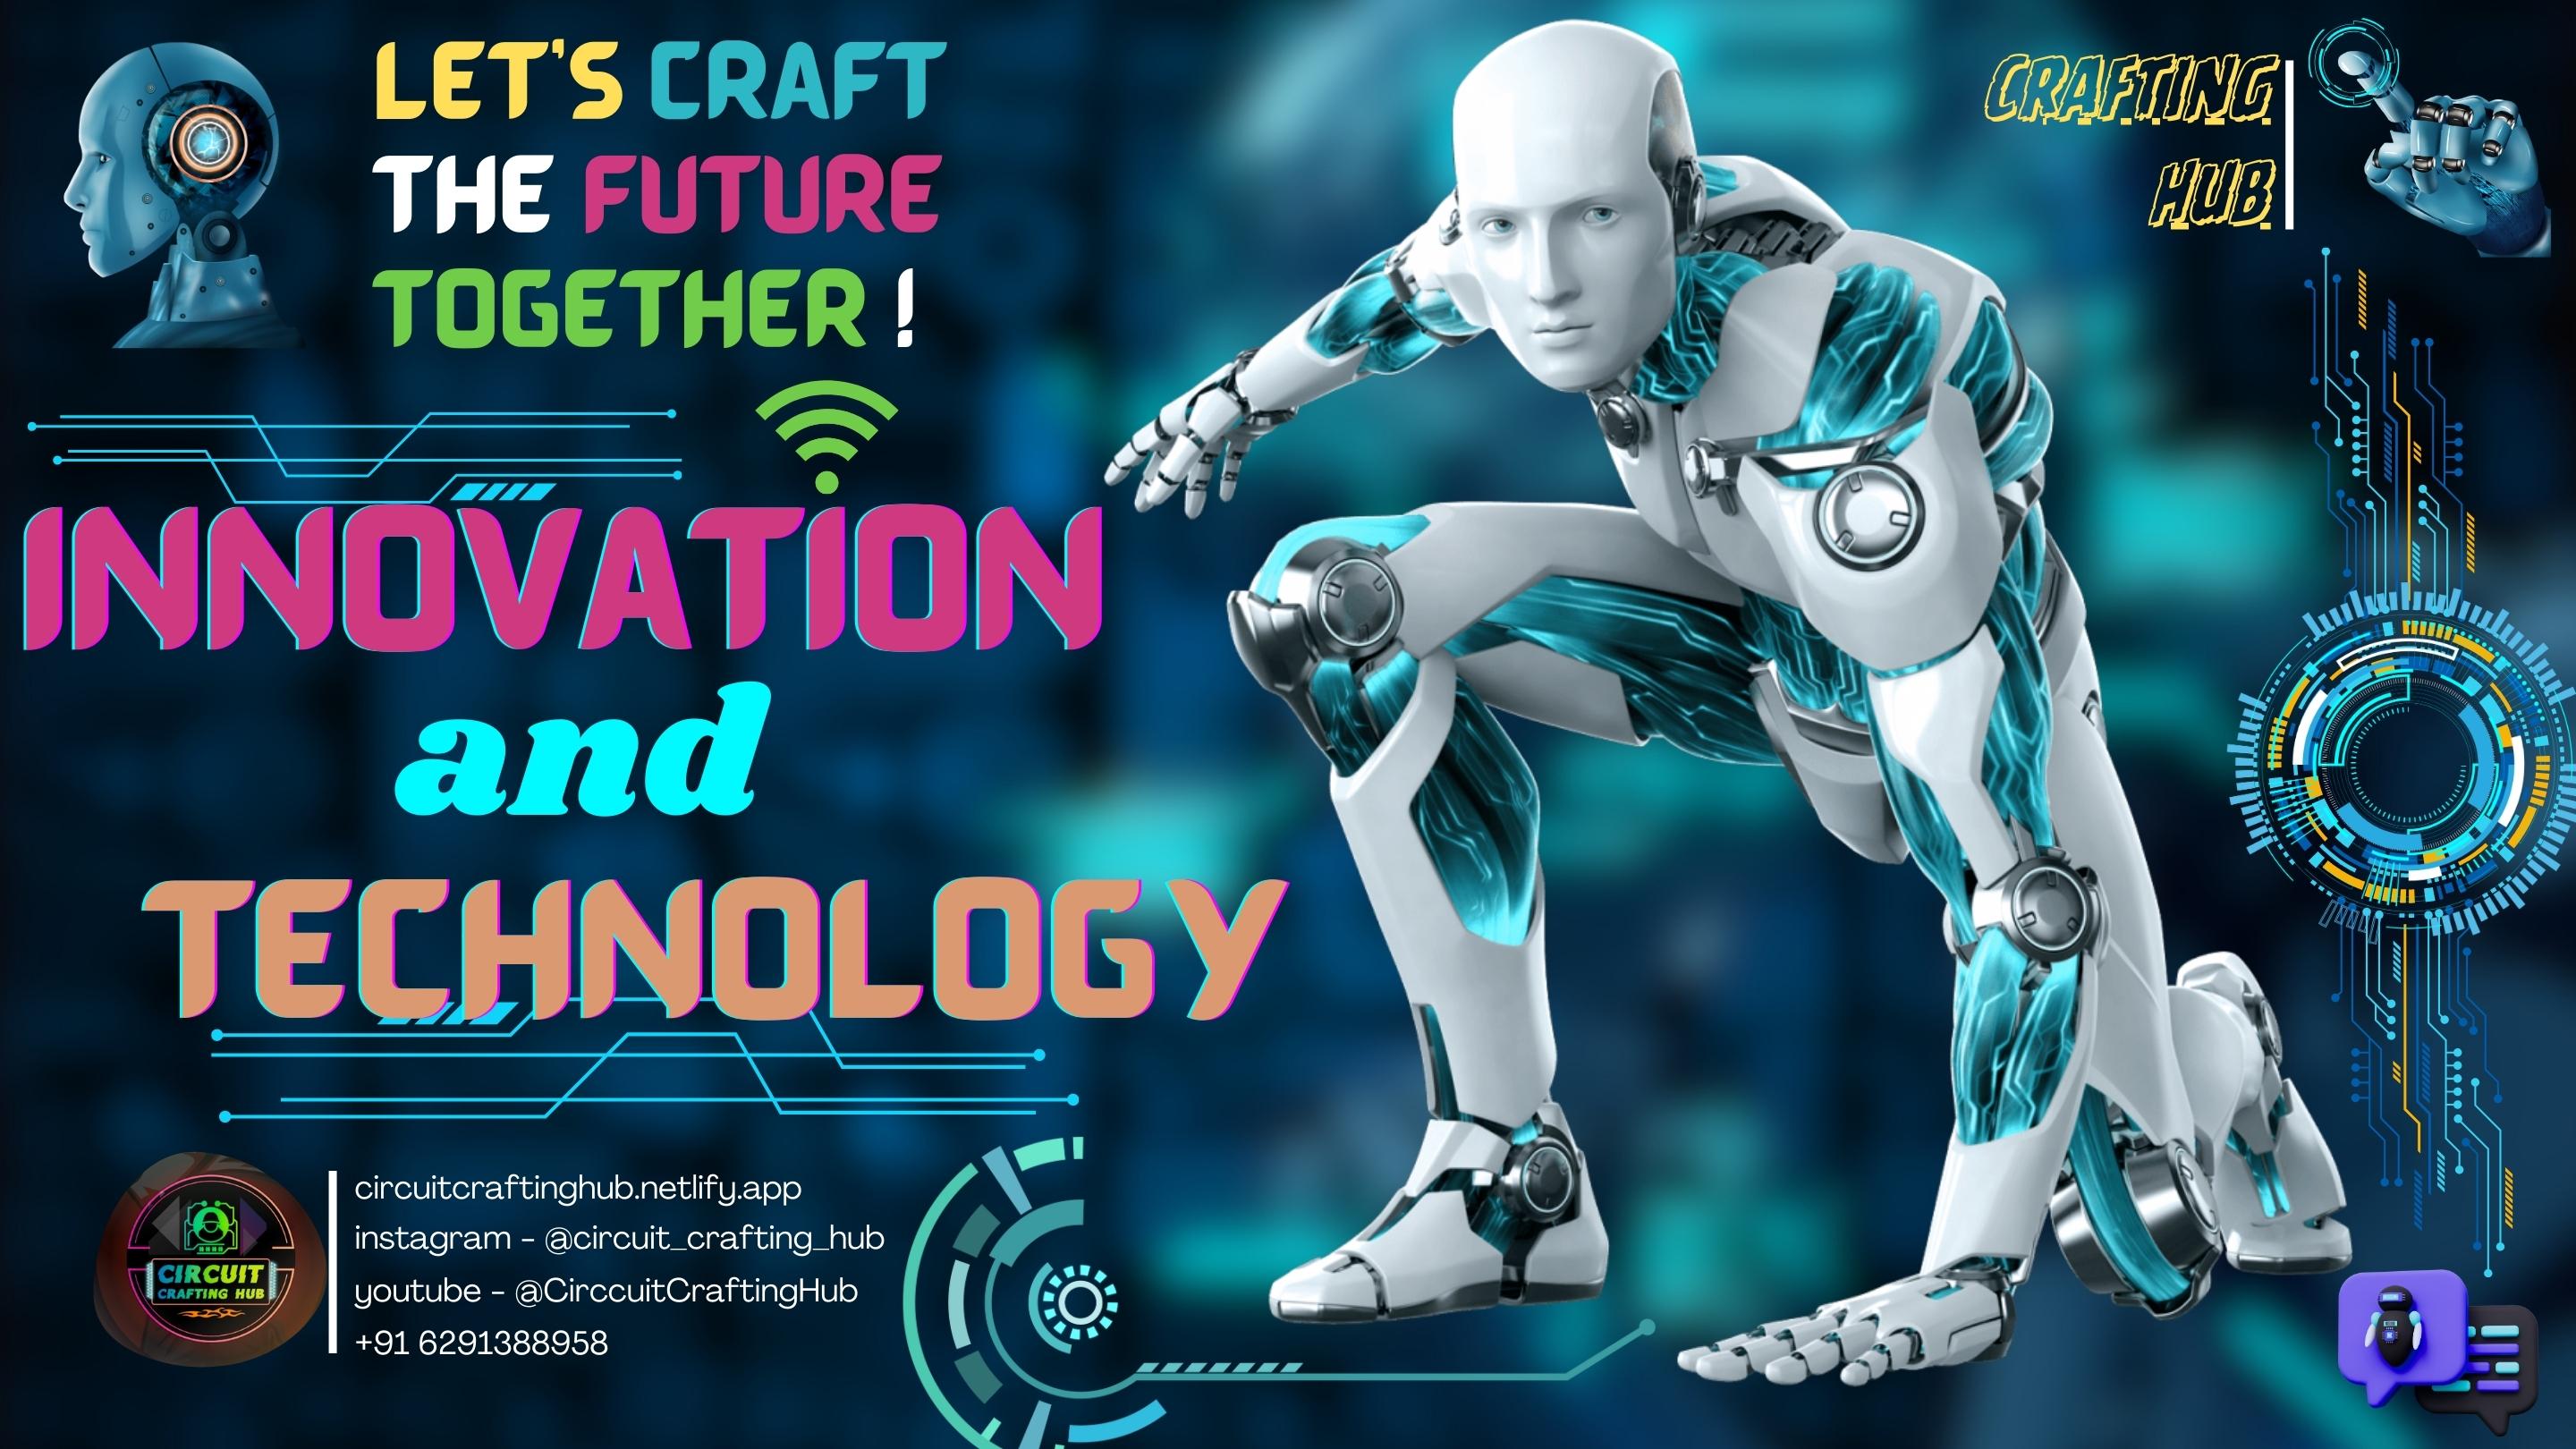 LET'S CRAFT
THE FUTURE
TOGETHER !
CRAFTING
HUB
INNOVATION
and
TECHNOLOGY
CIRCUIT
CRAFTING HUB
circuitcraftinghub.netlify.app
instagram - @circuit_crafting_hub
youtube - @CirccuitCraftingHub
+91 6291388958